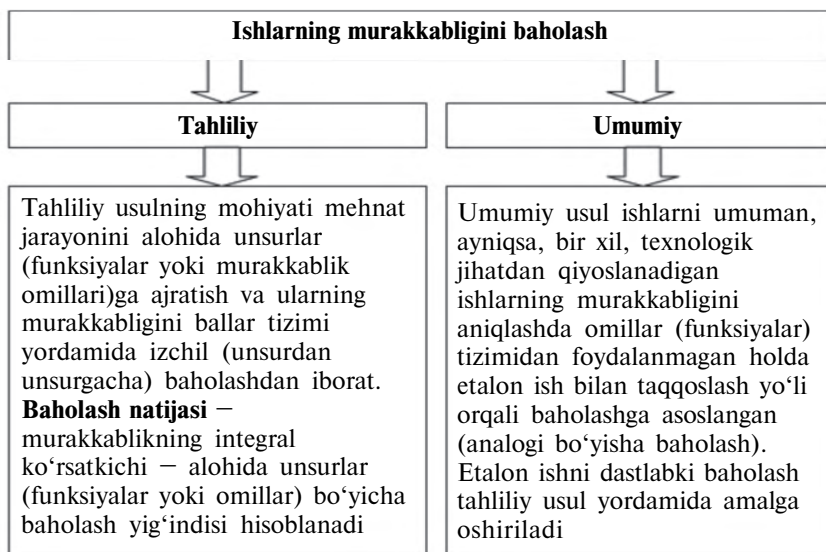 Ishlarning murakkabligini baholash
Tahliliy
Umumiy
Tahliliy usulning mohiyati mehnat
jarayonini alohida unsurlar
(funksiyalar yoki murakkablik
omillari)ga ajratish va ularning
murakkabligini ballar tizimi
yordamida izchil (unsurdan
unsurgacha) baholashdan iborat.
Baholash natijasi −
murakkablikning integral
ko‘rsatkichi − alohida unsurlar
(funksiyalar yoki omillar) bo‘yicha
baholash yig‘indisi hisoblanadi
Umumiy usul ishlarni umuman,
ayniqsa, bir xil, texnologik
jihatdan qiyoslanadigan
ishlarning murakkabligini
aniqlashda omillar (funksiyalar)
tizimidan foydalanmagan holda
etalon ish bilan taqqoslash yo‘li
orqali baholashga asoslangan
(analogi bo‘yisha baholash).
Etalon ishni dastlabki baholash
tahliliy usul yordamida amalga
oshiriladi